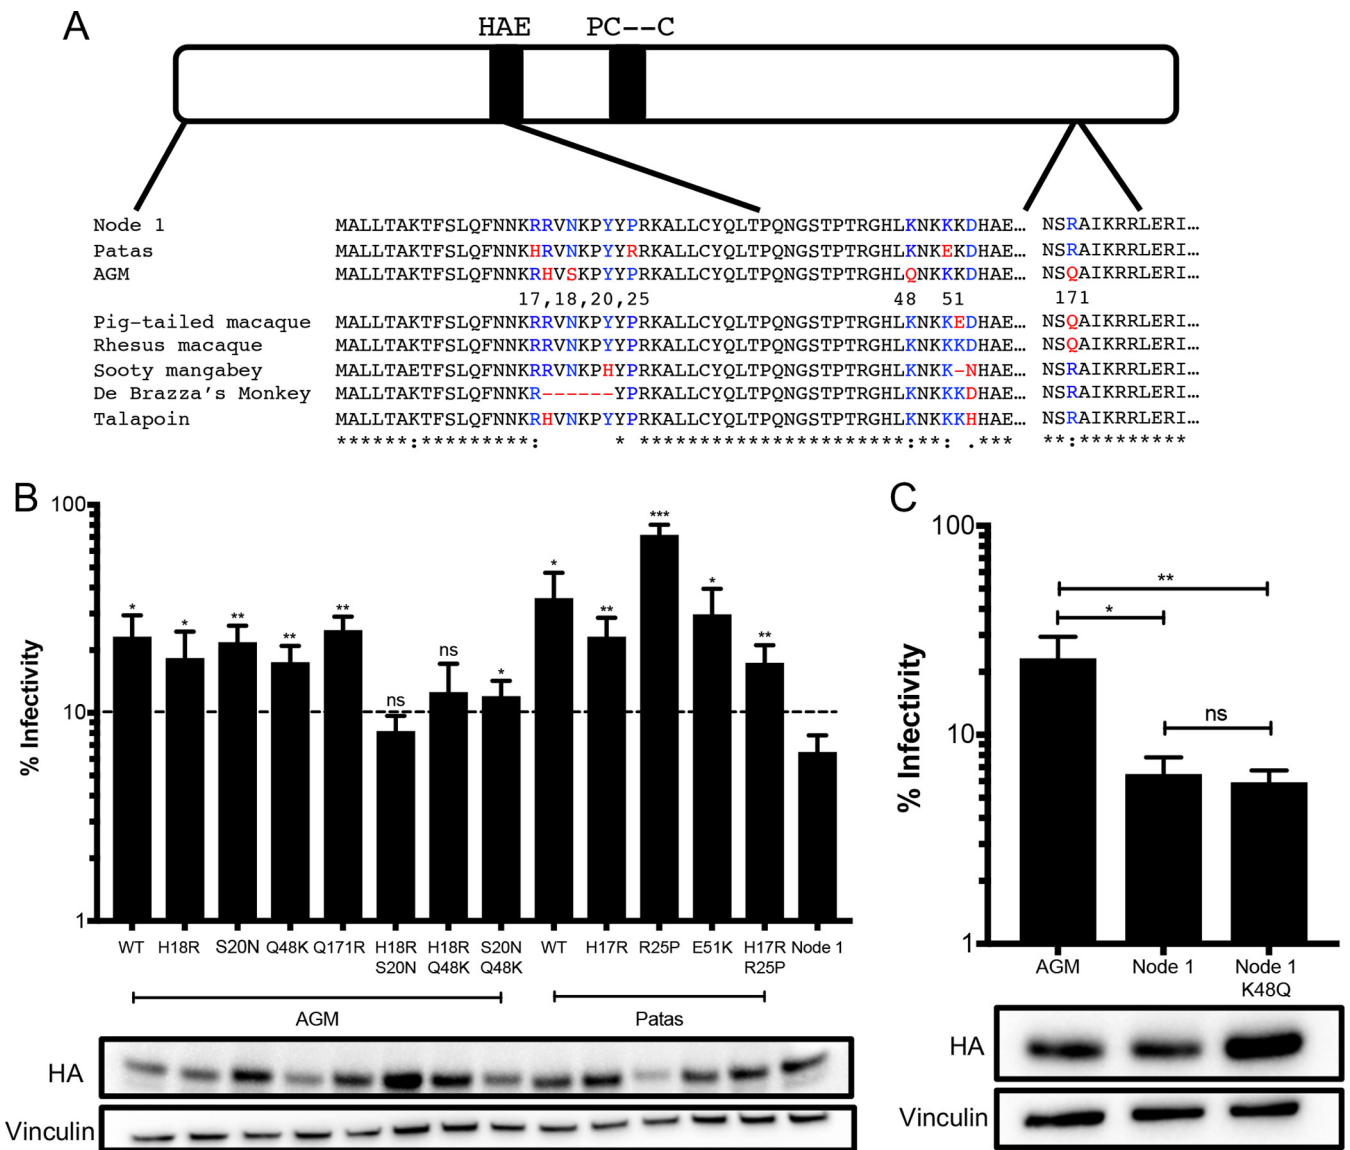 A
HAE PC--C
Node 1 MALLTAKTFSLQFNNKRRVNKPYYPRKALLCYQLTPQNGSTPTRGHLKNKKKDHAE… NSRAIKRRLERI…
Patas MALLTAKTFSLQFNNKHRVNKPYYRRKALLCYQLTPQNGSTPTRGHLKNKEKDHAE… NSRAIKRRLERI…
AGM MALLTAKTFSLQFNNKRHVSKPYYPRKALLCYQLTPQNGSTPTRGHLQNKKKDHAE… NSQAIKRRLERI…
17,18,20,25 48 51 171
Pig-tailed macaque MALLTAKTFSLQFNNKRRVNKPYYPRKALLCYQLTPQNGSTPTRGHLKNKKEDHAE… NSQAIKRRLERI…
Rhesus macaque MALLTAKTFSLQFNNKRRVNKPYYPRKALLCYQLTPQNGSTPTRGHLKNKKKDHAE… NSQAIKRRLERI…
Sooty mangabey MALLTAETFSLQFNNKRRVNKPHYPRKALLCYQLTPQNGSTPTRGHLKNKK-NHAE… NSRAIKRRLERI…
De Brazza's Monkey MALLTAKTFSLQFNNKR------YPRKALLCYQLTPQNGSTPTRGHLKNKKKDHAE… NSRAIKRRLERI…
Talapoin MALLTAKTFSLQFNNKRHVNKPYYPRKALLCYQLTPQNGSTPTRGHLKNKKKHHAE… NSRAIKRRLERI…
******:*********: * **********************:**: .*** **:*********
B
% Infectivity
100
10
1
* * ** ** ** ns ns * * ** *** * **
WT H18R S20N Q48K Q171R H18R S20N H18R Q48K S20N Q48K WT H17R R25P E51K H17R R25P Node 1
AGM Patas
HA
Vinculin
C
% Infectivity
100
10
1
**
*
ns
AGM Node 1 Node 1 K48Q
HA
Vinculin